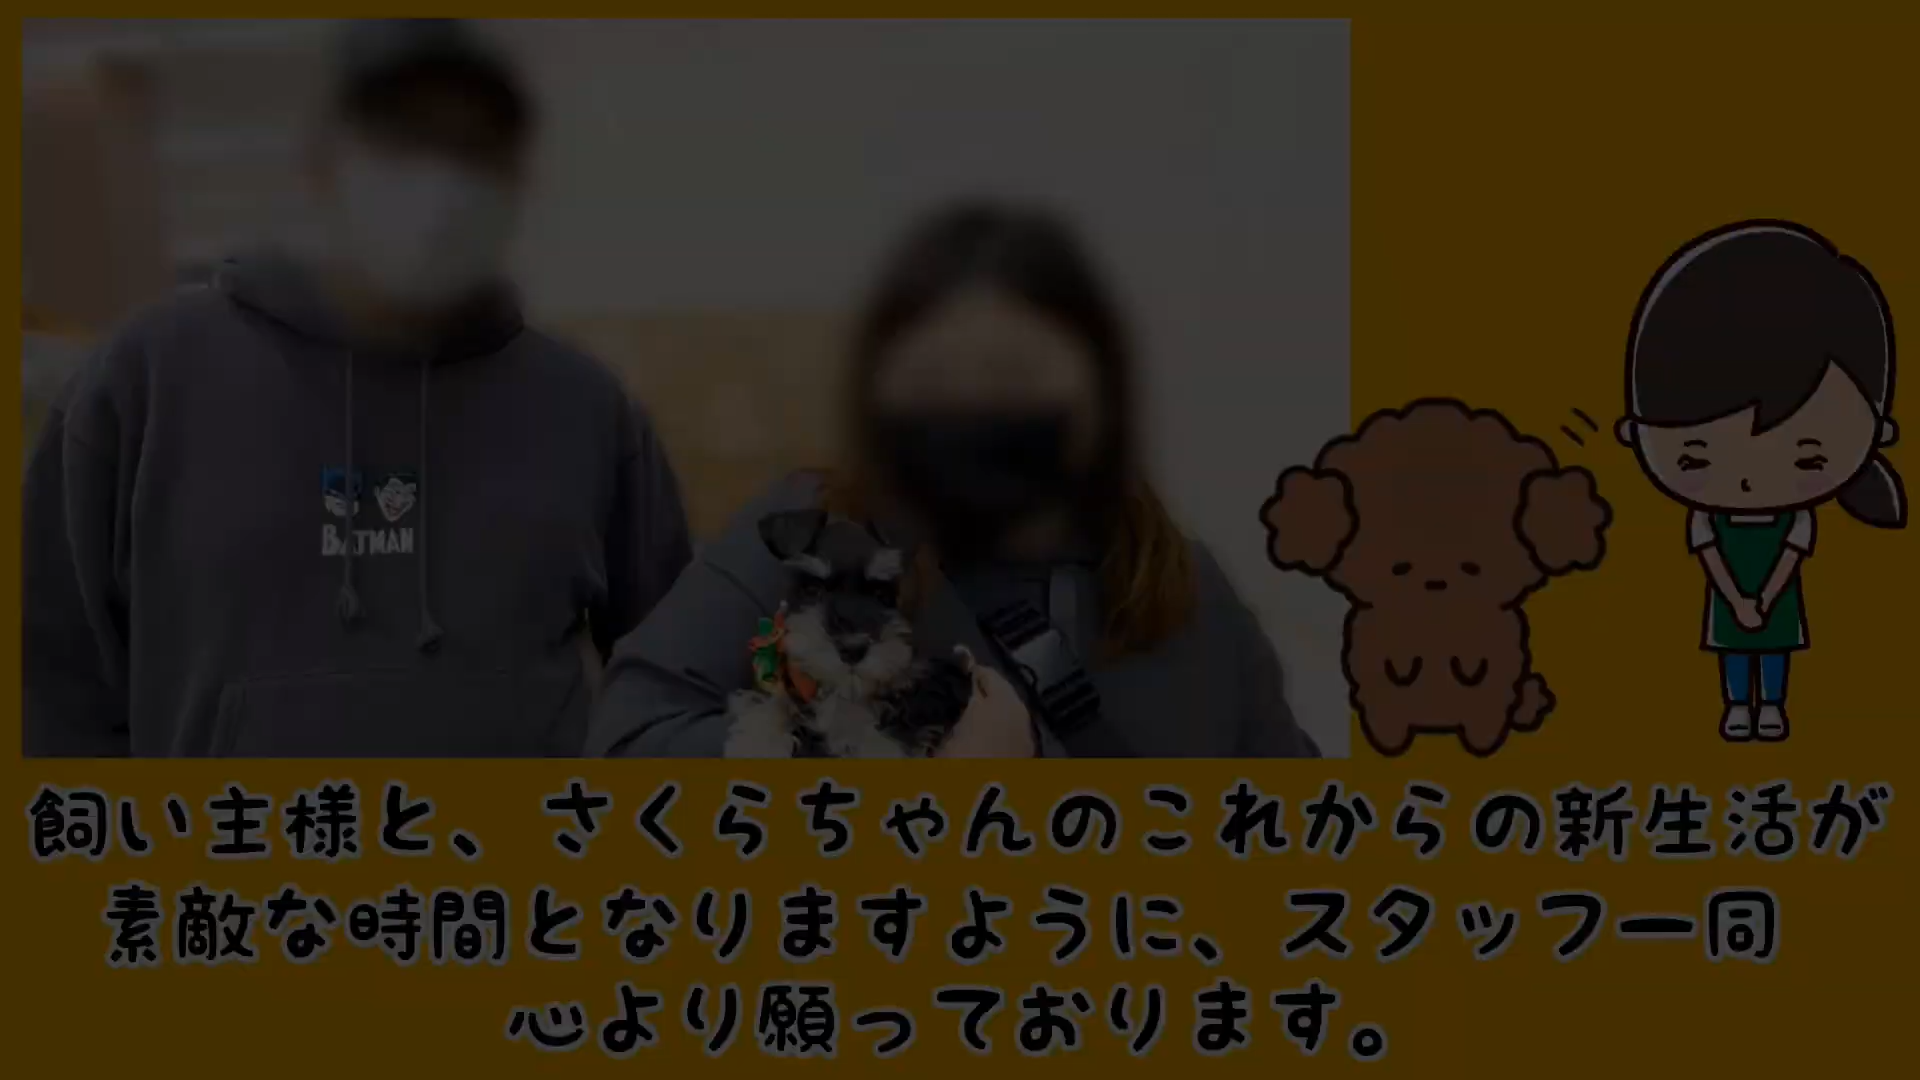 BATMAN
飼い主様と、さくらちゃんのこれからの新生活が
素敵な時間となりますように、スタッフ一同
心より願っております。